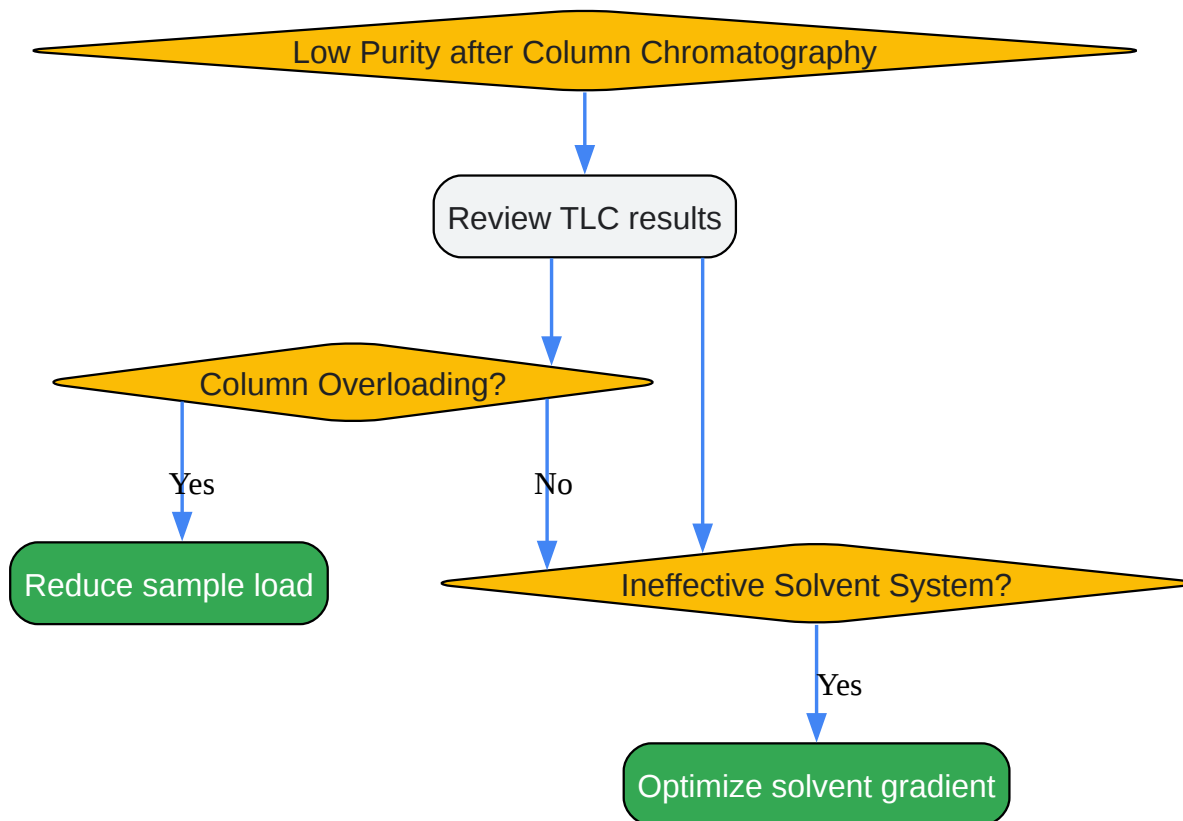 Low Purity after Column Chromatography
Review TLC results
Column Overloading?
Yes
No
Reduce sample load
Ineffective Solvent System?
Yes
Optimize solvent gradient